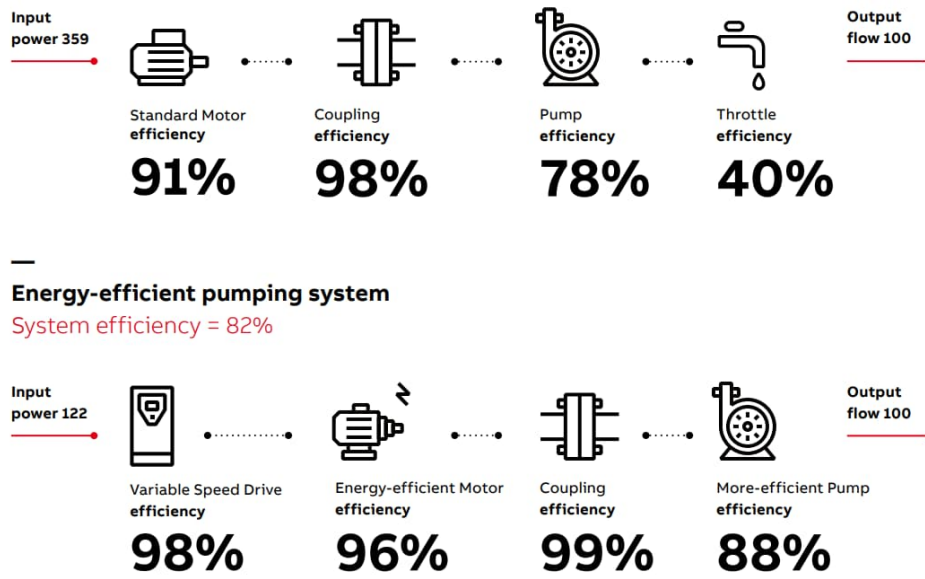 Input
power 359
Output
flow 100
Standard Motor
efficiency
91%
Coupling
efficiency
98%
Pump
efficiency
78%
Throttle
efficiency
40%
Energy-efficient pumping system
System efficiency = 82%
Input
power 122
Output
flow 100
Variable Speed Drive
efficiency
98%
Energy-efficient Motor
efficiency
96%
Coupling
efficiency
99%
More-efficient Pump
efficiency
88%